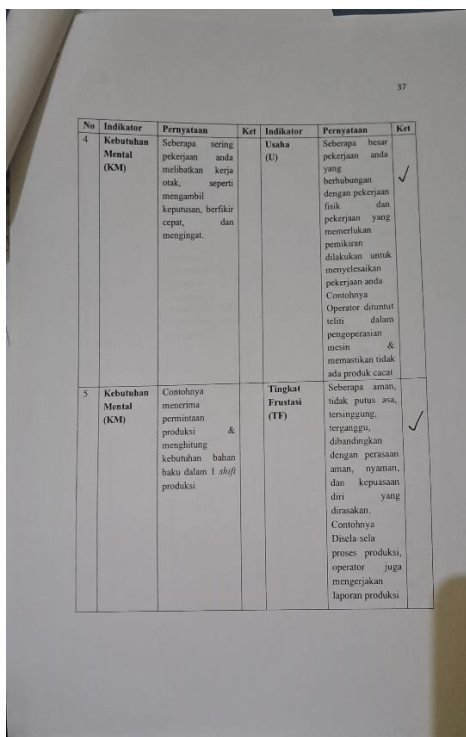 37
No Indikator Pernyataan Ket Indikator Pernyataan Ket
4 Kebutuhan Mental (KM)
Seberapa sering
pekerjaan anda
melibatkan kerja
otak, seperti
mengambil
keputusan, berfikir
cepat, dan
mengingat.
Usaha
(U)
Seberapa besar
pekerjaan anda
yang
berhubungan
dengan pekerjaan
fisik dan
pekerjaan yang
memerlukan
pemikiran
dilakukan untuk
menyelesaikan
pekerjaan anda
Contohnya
Operator dituntut
teliti dalam
pengoperasian
mesin &
memastikan tidak
ada produk cacat
✓
5 Kebutuhan
Mental
(KM)
Contohnya
menerima
permintaan
produksi &
menghitung
kebutuhan bahan
baku dalam 1 shift
produksi
Tingkat
Frustasi
(TF)
Seberapa aman,
tidak putus asa,
tersinggung,
terganggu,
dibandingkan
dengan perasaan
aman, nyaman,
dan kepuasaan
diri yang
dirasakan.
Contohnya
Disela-sela
proses produksi,
operator juga
mengerjakan
laporan produksi
✓